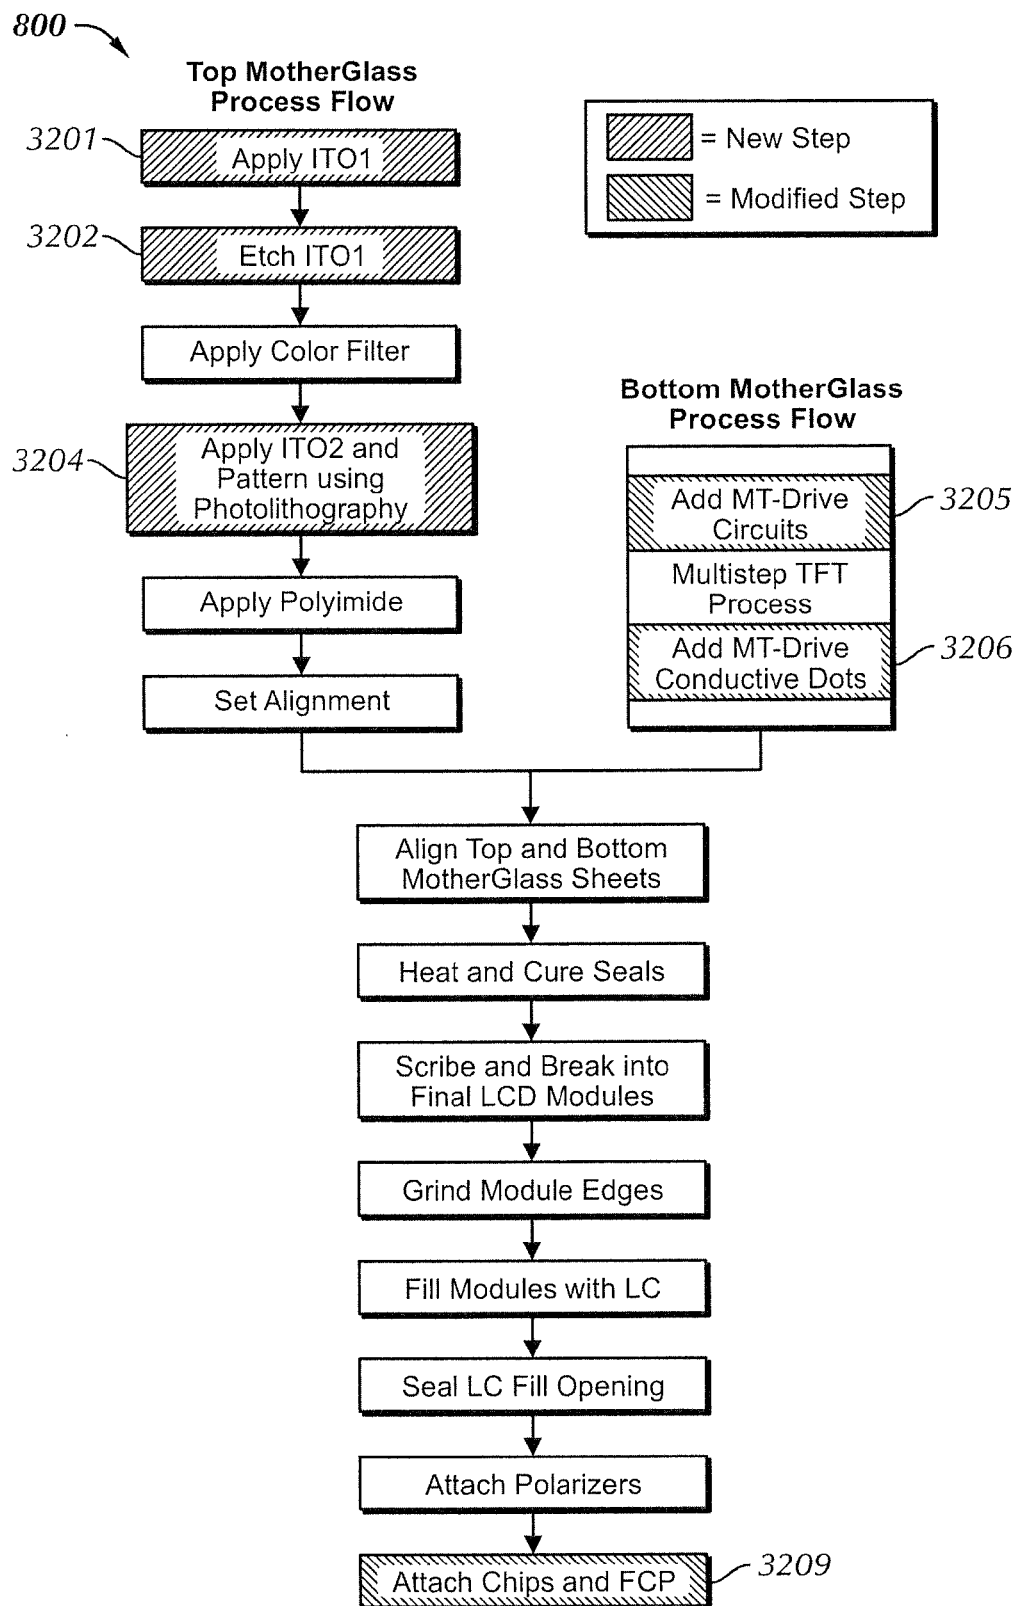 800
Top MotherGlass
Process Flow
3201
Apply ITO1
= New Step
= Modified Step
3202
Etch ITO1
Apply Color Filter
3204
Apply ITO2 and
Pattern using
Photolithography
Apply Polyimide
Set Alignment
Bottom MotherGlass
Process Flow
Add MT-Drive
Circuits
3205
Multistep TFT
Process
Add MT-Drive
Conductive Dots
3206
Align Top and Bottom
MotherGlass Sheets
Heat and Cure Seals
Scribe and Break into
Final LCD Modules
Grind Module Edges
Fill Modules with LC
Seal LC Fill Opening
Attach Polarizers
Attach Chips and FCP
3209